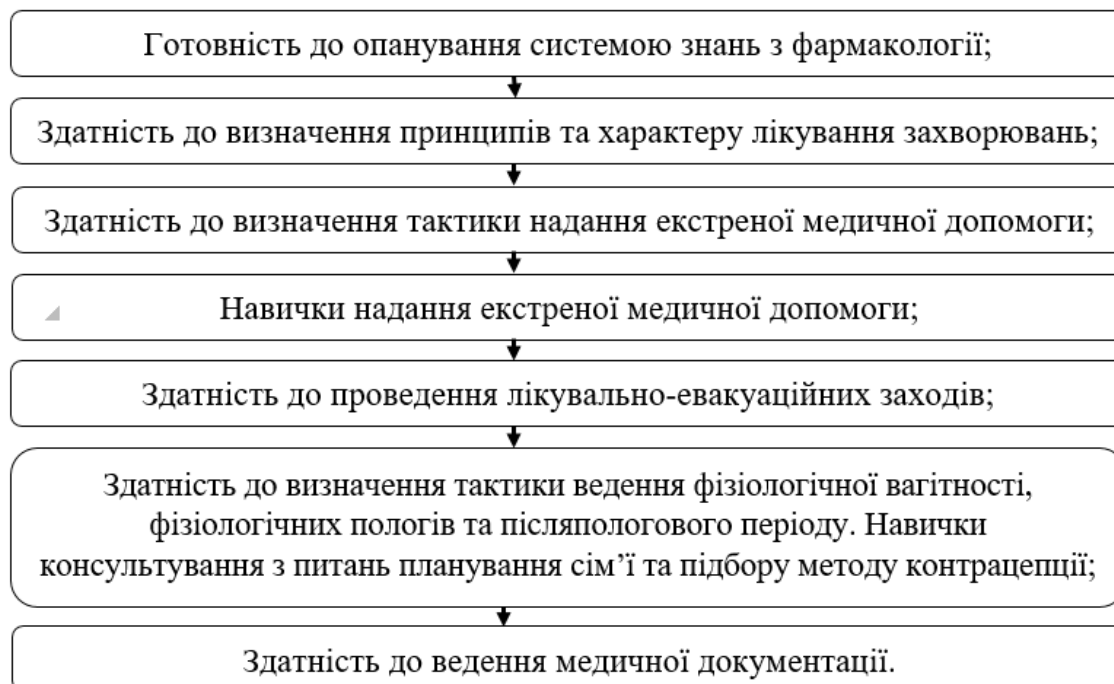 Готовність до опанування системою знань з фармакології;
Здатність до визначення принципів та характеру лікування захворювань;
Здатність до визначення тактики надання екстреної медичної допомоги;
Навички надання екстреної медичної допомоги;
Здатність до проведення лікувально-евакуаційних заходів;
Здатність до визначення тактики ведення фізіологічної вагітності,
фізіологічних пологів та післяпологового періоду. Навички
консультування з питань планування сім’ї та підбору методу контрацепції;
Здатність до ведення медичної документації.